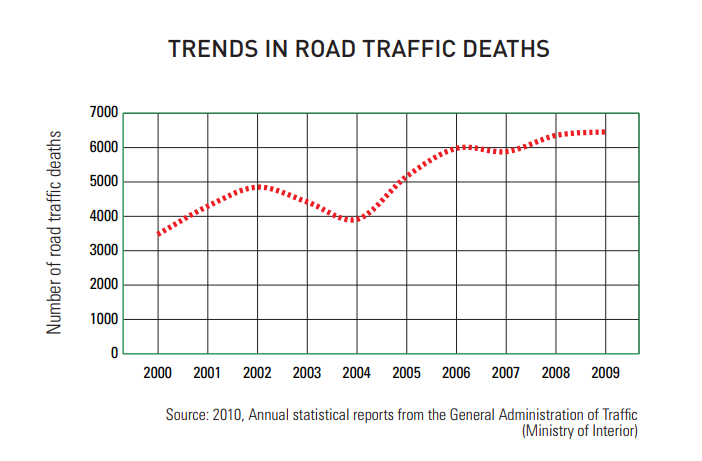 TRENDS IN ROAD TRAFFIC DEATHS
Number of road traffic deaths
7000
6000
5000
4000
3000
2000
1000
0
2000 2001 2002 2003 2004 2005 2006 2007 2008 2009
Source: 2010, Annual statistical reports from the General Administration of Traffic
(Ministry of Interior)